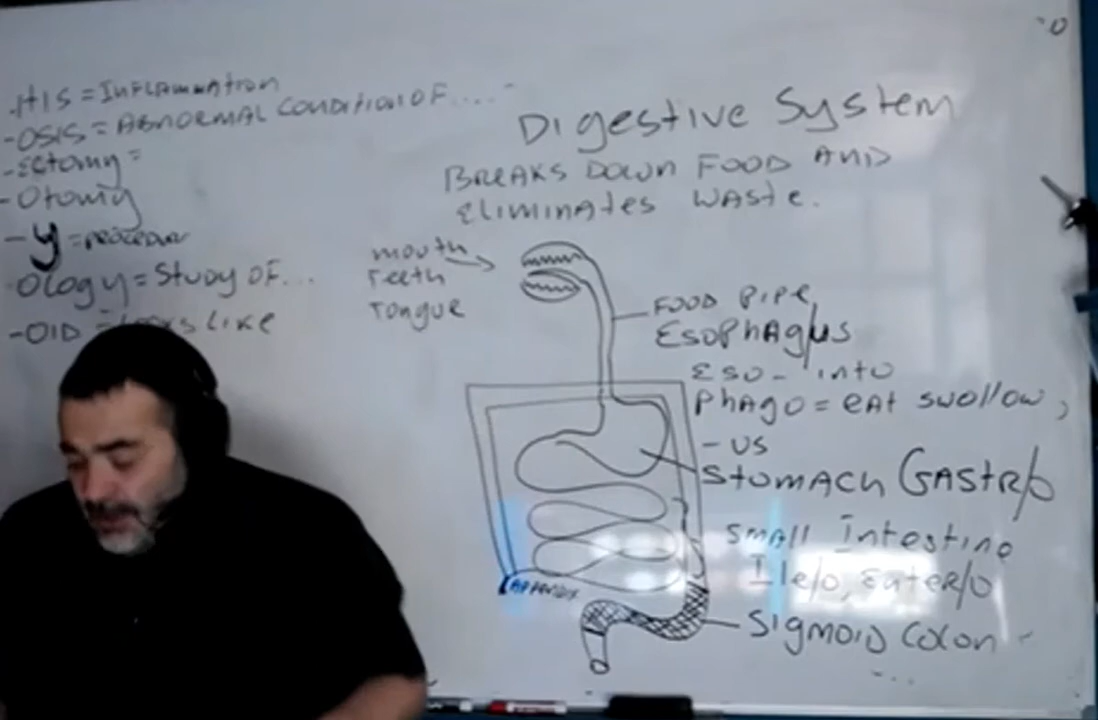 -itis = Inflammation
-osis = Abnormal Condition of....
-Ectomy =
-Otomy
-y = procedure
Ology = Study of...
-OID = Looks Like
Digestive System
Breaks Down Food And
Eliminates Waste.
mouth
Teeth
Tongue
Food pipe,
Esophagus
Eso- into
Phago = eat swollow,
- us
Stomach Gastr/o
Small Intestine
Ile/o, Enter/o
Appendix
Sigmoid Colon